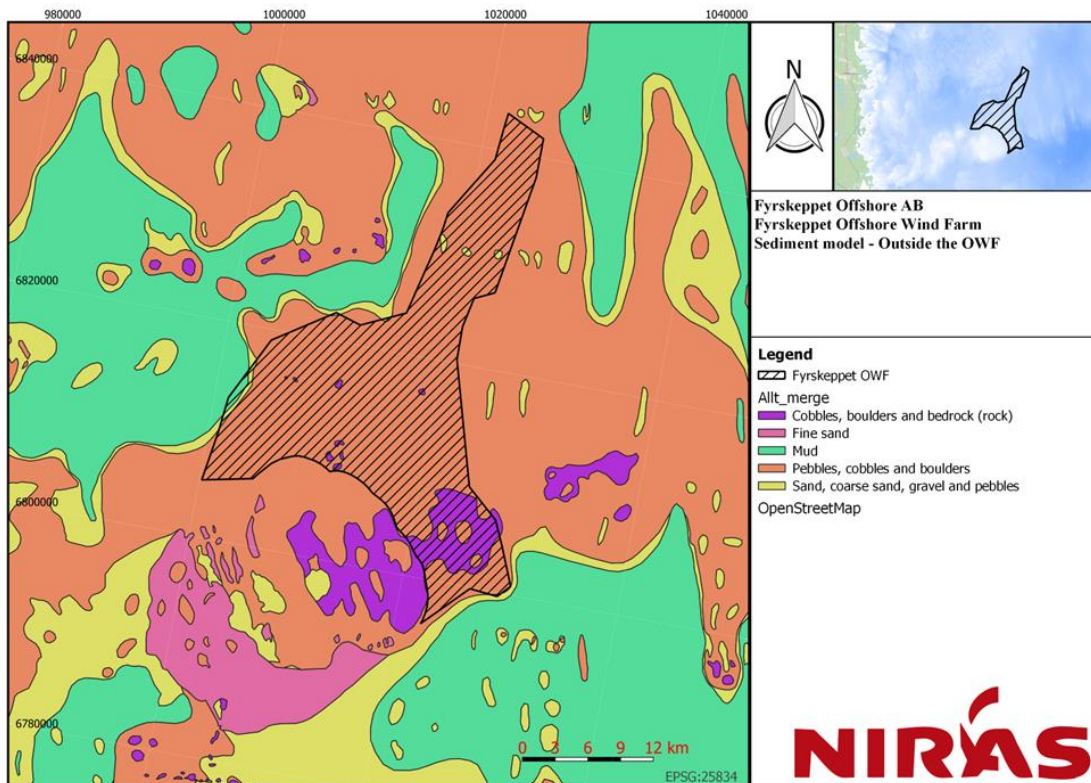 980000
1000000
1020000
1040000
6840000
6820000
6800000
6780000
N
Fyrskeppet Offshore AB
Fyrskeppet Offshore Wind Farm
Sediment model - Outside the OWF
Legend
Fyrskeppet OWF
Allt_merge
Cobbles, boulders and bedrock (rock)
Fine sand
Mud
Pebbles, cobbles and boulders
Sand, coarse sand, gravel and pebbles
OpenStreetMap
0 3 6 9 12 km
EPSG:25834
NIRAS